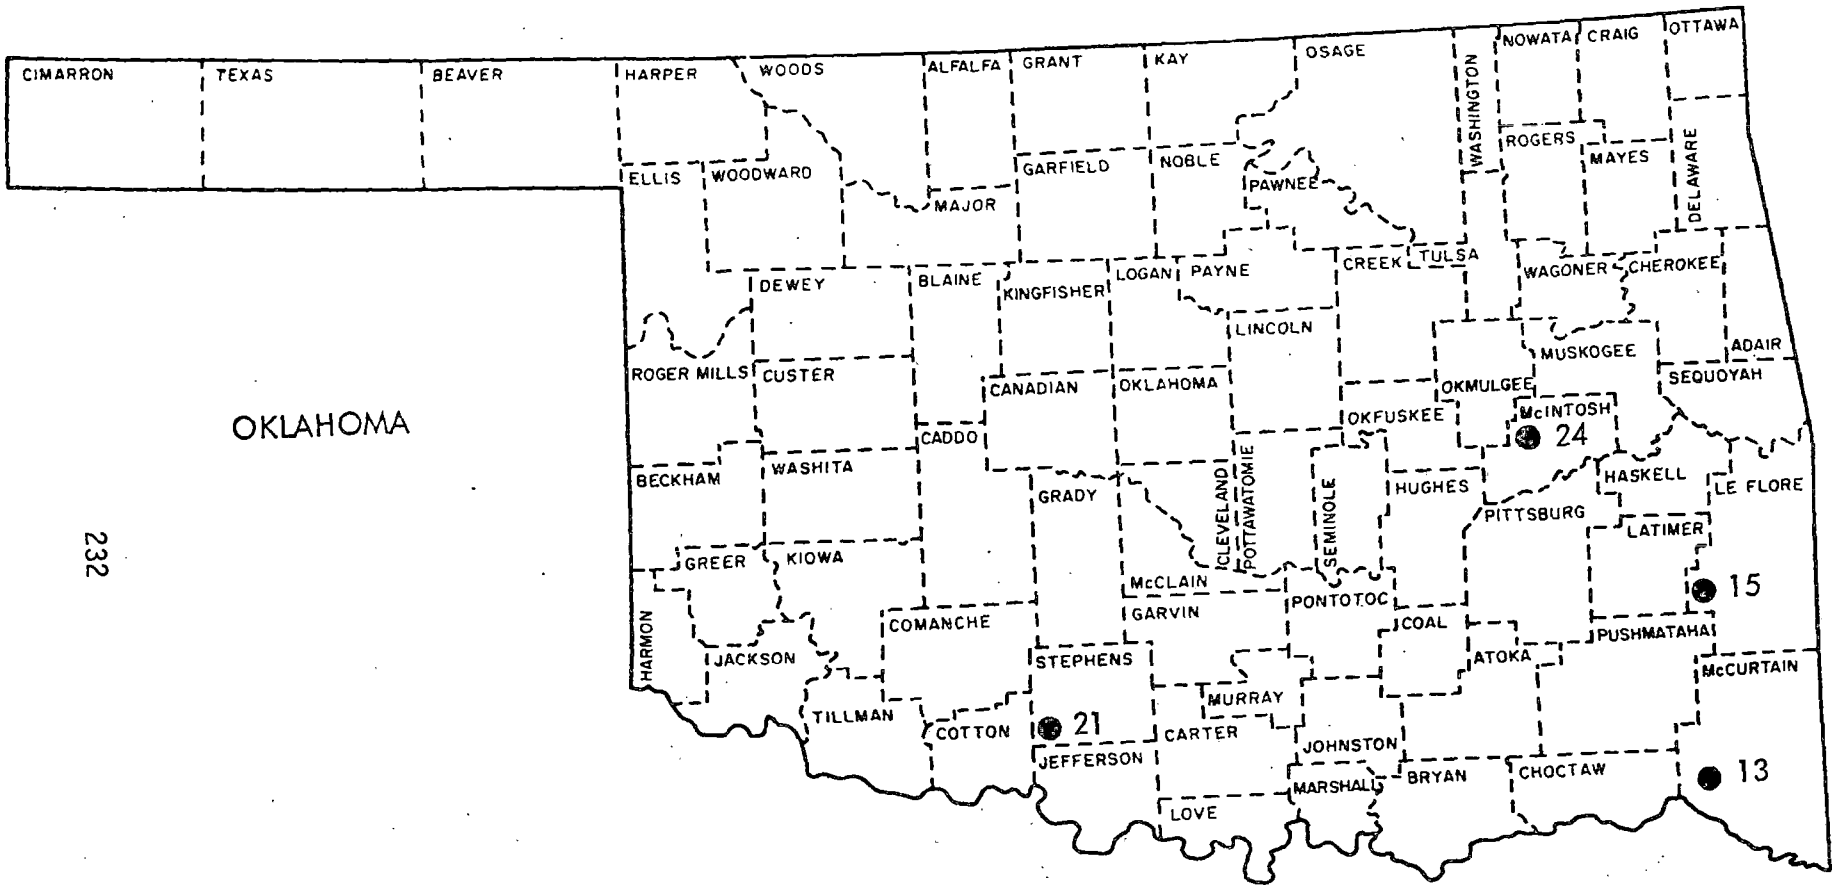 CIMARRON
TEXAS
BEAVER
HARPER
WOODS
ALFALFA
GRANT
KAY
OSAGE
WASHINGTON
NOWATA
CRAIG
OTTAWA
ELLIS
WOODWARD
MAJOR
GARFIELD
NOBLE
PAWNEE
ROGERS
MAYES
DELAWARE
DEWEY
BLAINE
KINGFISHER
LOGAN
PAYNE
CREEK
TULSA
WAGONER
CHEROKEE
LINCOLN
MUSKOGEE
ADAIR
ROGER MILLS
CUSTER
CANADIAN
OKLAHOMA
OKMULGEE
SEQUOYAH
OKLAHOMA
CADDO
OKFUSKEE
McINTOSH
24
BECKHAM
WASHITA
GRADY
CLEVELAND
POTTAWATOMIE
SEMINOLE
HUGHES
PITTSBURG
HASKELL
LE FLORE
LATIMER
232
GREER
KIOWA
McCLAIN
15
HARMON
JACKSON
COMANCHE
GARVIN
PONTOTOC
COAL
PUSHMATAHA
STEPHENS
ATOKA
McCURTAIN
TILLMAN
COTTON
21
MURRAY
CARTER
JOHNSTON
JEFFERSON
MARSHALL
BRYAN
CHOCTAW
13
LOVE